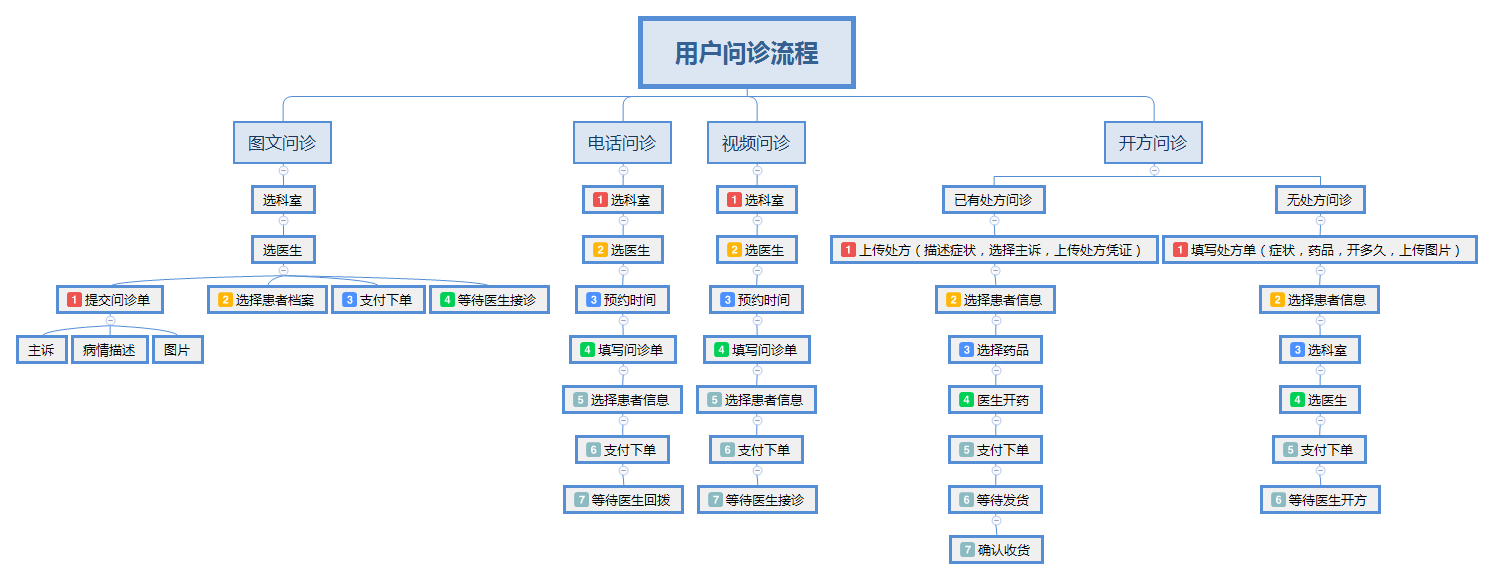 用户问诊流程
图文问诊
电话问诊
视频问诊
开方问诊
选科室
1 选科室
1 选科室
已有处方问诊
无处方问诊
选医生
2 选医生
2 选医生
1 上传处方（描述症状，选择主诉，上传处方凭证）
1 填写处方单（症状，药品，开多久，上传图片）
1 提交问诊单
2 选择患者档案
3 支付下单
4 等待医生接诊
3 预约时间
3 预约时间
2 选择患者信息
2 选择患者信息
主诉
病情描述
图片
4 填写问诊单
4 填写问诊单
3 选择药品
3 选科室
5 选择患者信息
5 选择患者信息
4 医生开药
4 选医生
6 支付下单
6 支付下单
5 支付下单
5 支付下单
7 等待医生回拨
7 等待医生接诊
6 等待发货
6 等待医生开方
7 确认收货